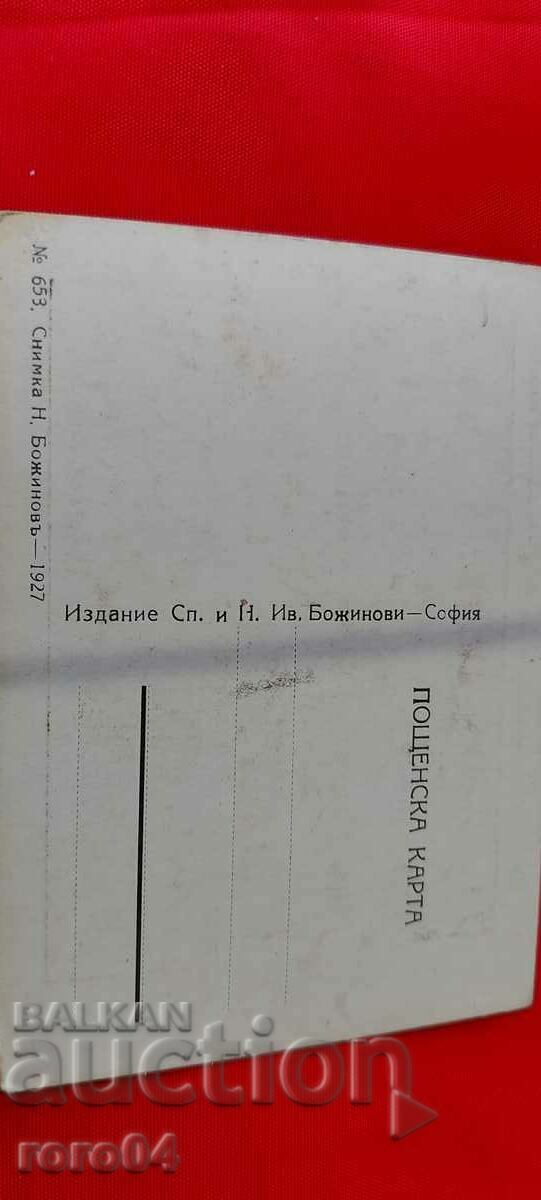 № 653. Снимка Н. Божиновъ—1927
Издание Сп. и Н. Ив. Божинови—София
ПОЩЕНСКА КАРТА
BALKAN
auction
roro04